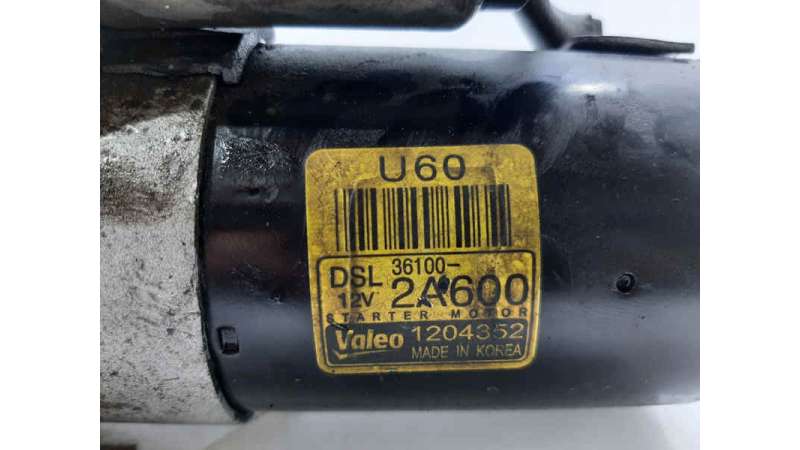 U60
DSL 36100-
12V 2A600
STARTER MOTOR
Valeo 1204352
MADE IN KOREA